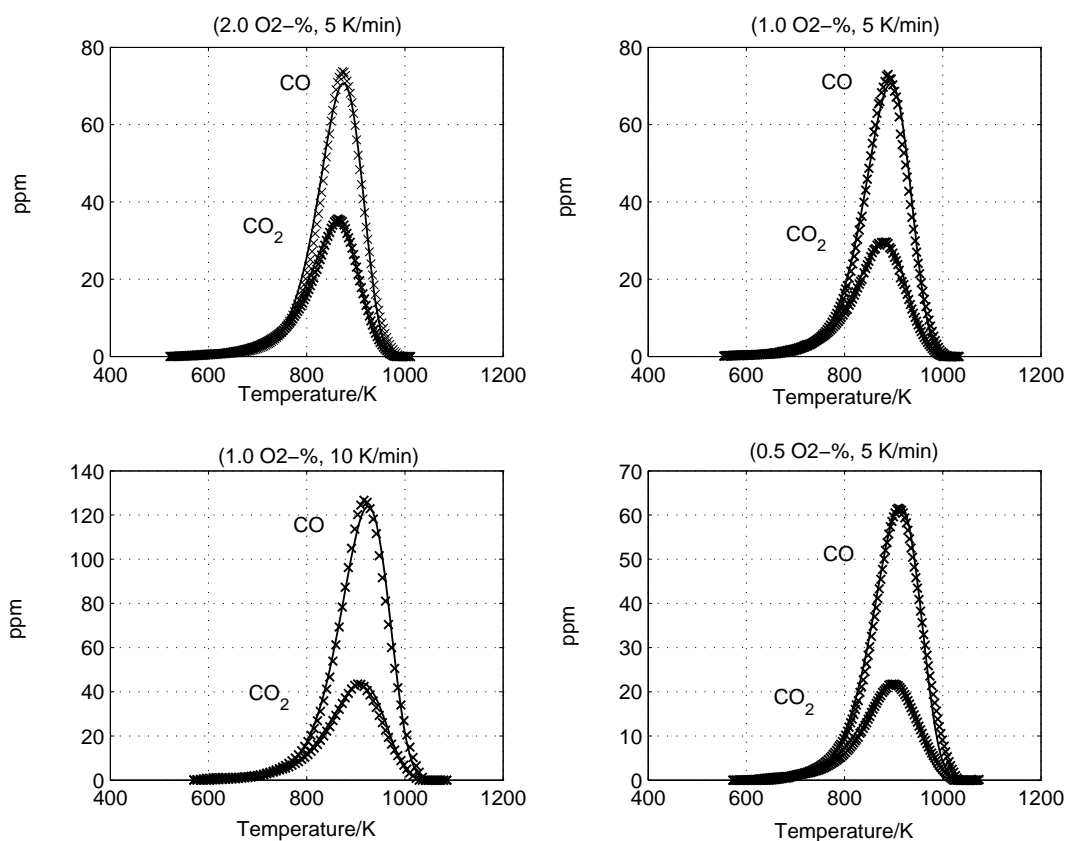 (2.0 O2−%, 5 K/min)
80
60
40
20
0
400 600 800 1000 1200
Temperature/K
ppm
CO
CO2
(1.0 O2−%, 5 K/min)
80
60
40
20
0
400 600 800 1000 1200
Temperature/K
ppm
CO
CO2
(1.0 O2−%, 10 K/min)
140
120
100
80
60
40
20
0
400 600 800 1000 1200
Temperature/K
ppm
CO
CO2
(0.5 O2−%, 5 K/min)
70
60
50
40
30
20
10
0
400 600 800 1000 1200
Temperature/K
ppm
CO
CO2